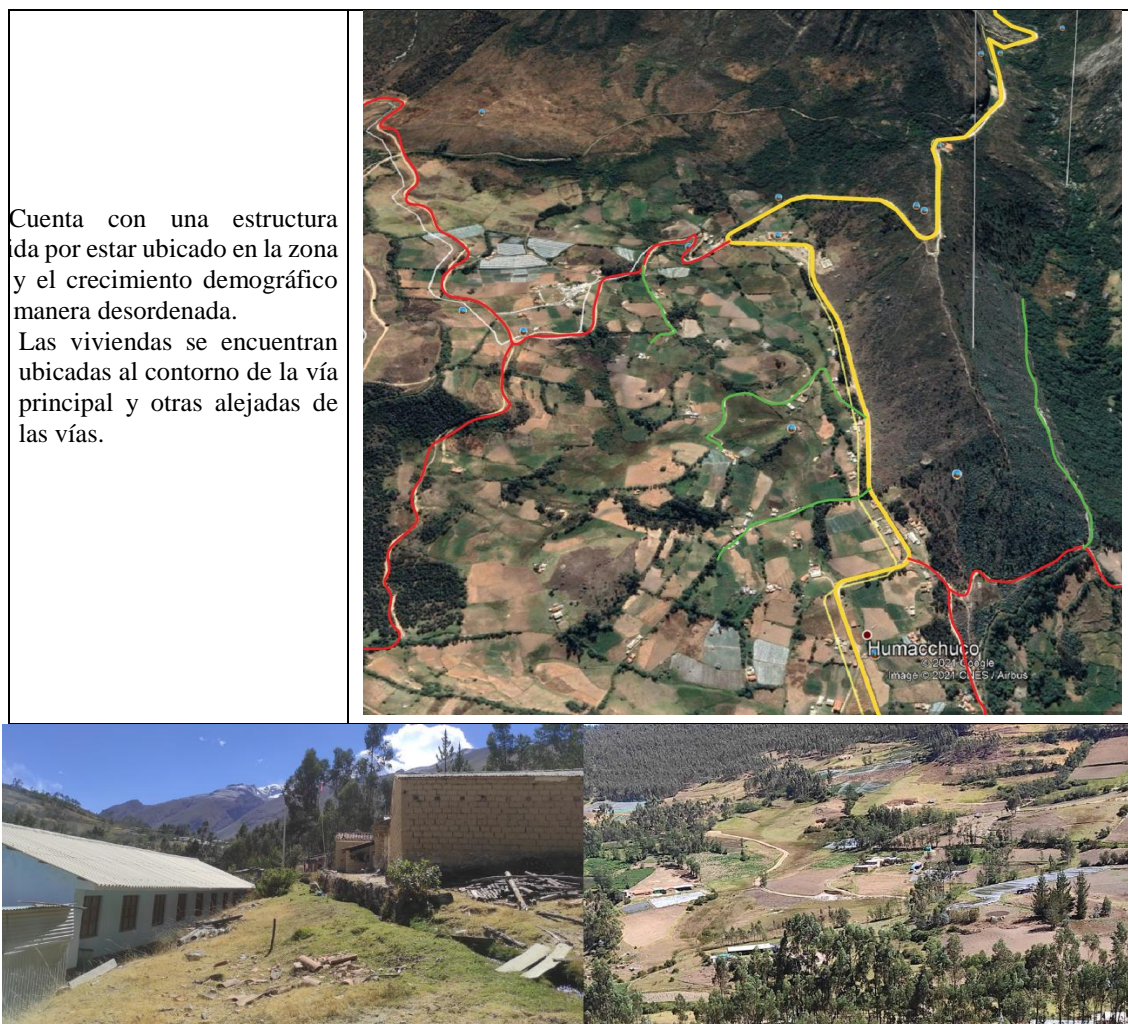 Cuenta con una estructura
ida por estar ubicado en la zona
y el crecimiento demográfico
manera desordenada.
Las viviendas se encuentran
ubicadas al contorno de la vía
principal y otras alejadas de
las vías.
Humacchuco
© 2021 Google
Image © 2021 CNES / Airbus